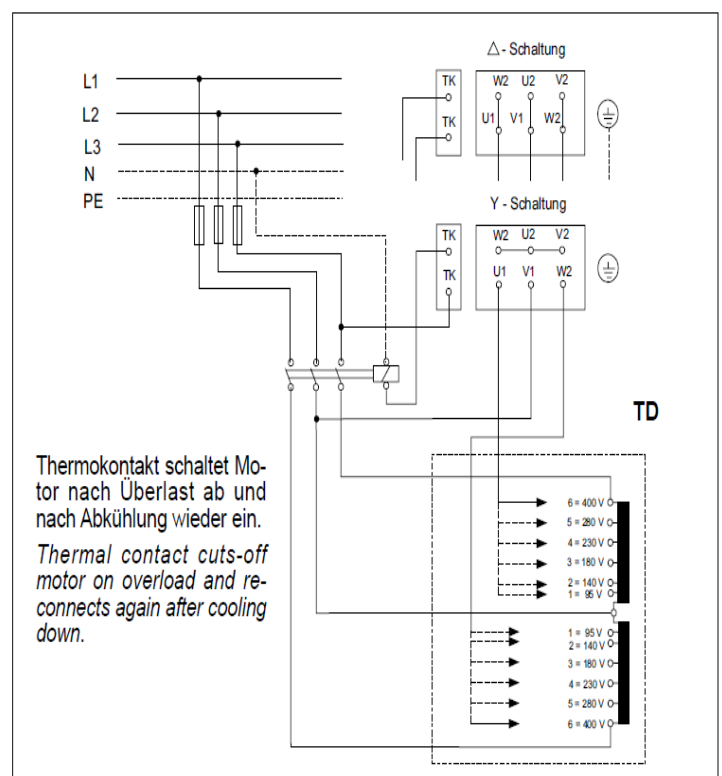 △ - Schaltung
TK W2 U2 V2
TK U1 V1 W2
L1
L2
L3
N
PE
Y - Schaltung
TK W2 U2 V2
TK U1 V1 W2
TD
Thermokontakt schaltet Mo-
tor nach Überlast ab und
nach Abkühlung wieder ein.
Thermal contact cuts-off
motor on overload and re-
connects again after cooling
down.
6 = 400 V
5 = 280 V
4 = 230 V
3 = 180 V
2 = 140 V
1 = 95 V
1 = 95 V
2 = 140 V
3 = 180 V
4 = 230 V
5 = 280 V
6 = 400 V